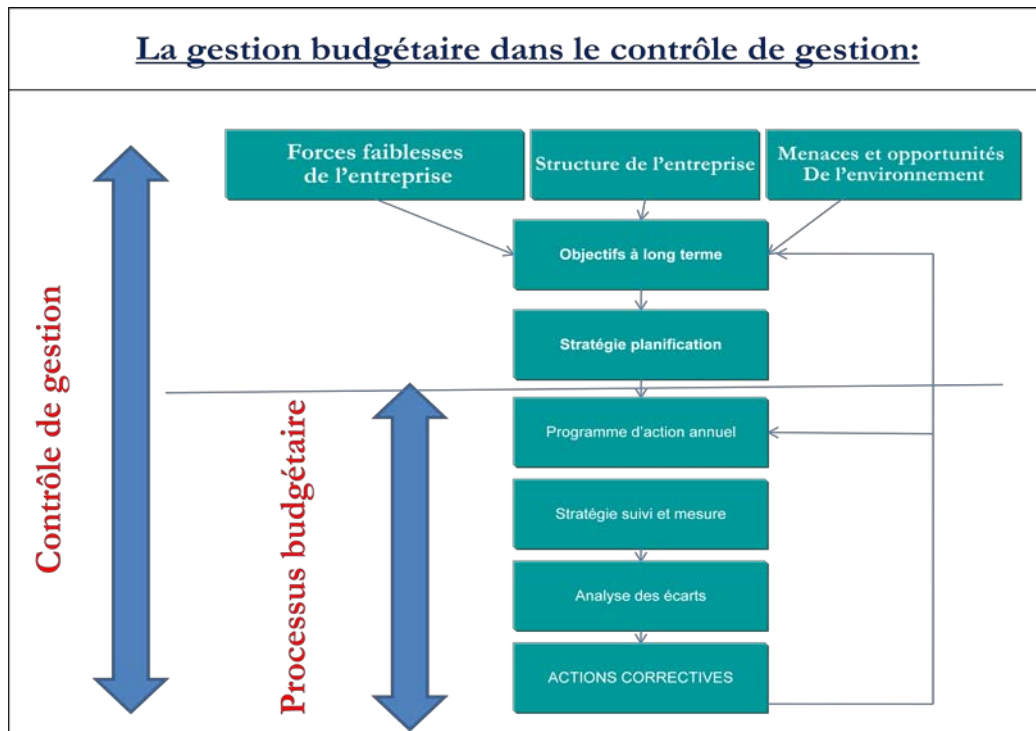 La gestion budgétaire dans le contrôle de gestion:
Forces faiblesses
de l'entreprise
Structure de l'entreprise
Menaces et opportunités
De l'environnement
Objectifs à long terme
Stratégie planification
Programme d'action annuel
Stratégie suivi et mesure
Analyse des écarts
ACTIONS CORRECTIVES
Contrôle de gestion
Processus budgétaire